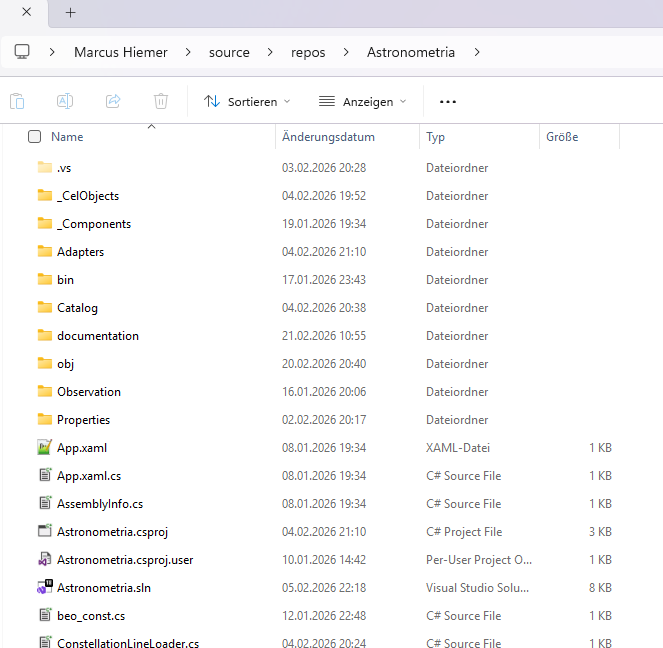 Marcus Hiemer > source > repos > Astronometria >
Sortieren Anzeigen
Name Änderungsdatum Typ Größe
.vs 03.02.2026 20:28 Dateiordner
_CelObjects 04.02.2026 19:52 Dateiordner
_Components 19.01.2026 19:34 Dateiordner
Adapters 04.02.2026 21:10 Dateiordner
bin 17.01.2026 23:43 Dateiordner
Catalog 04.02.2026 20:38 Dateiordner
documentation 21.02.2026 10:55 Dateiordner
obj 20.02.2026 20:40 Dateiordner
Observation 16.01.2026 20:06 Dateiordner
Properties 02.02.2026 20:17 Dateiordner
App.xaml 08.01.2026 19:34 XAML-Datei 1 KB
App.xaml.cs 08.01.2026 19:34 C# Source File 1 KB
AssemblyInfo.cs 08.01.2026 19:34 C# Source File 1 KB
Astronometria.csproj 04.02.2026 21:10 C# Project File 3 KB
Astronometria.csproj.user 10.01.2026 14:42 Per-User Project O... 1 KB
Astronometria.sln 05.02.2026 22:18 Visual Studio Solu... 8 KB
beo_const.cs 12.01.2026 22:48 C# Source File 1 KB
ConstellationLineLoader.cs 04.02.2026 20:24 C# Source File 1 KB